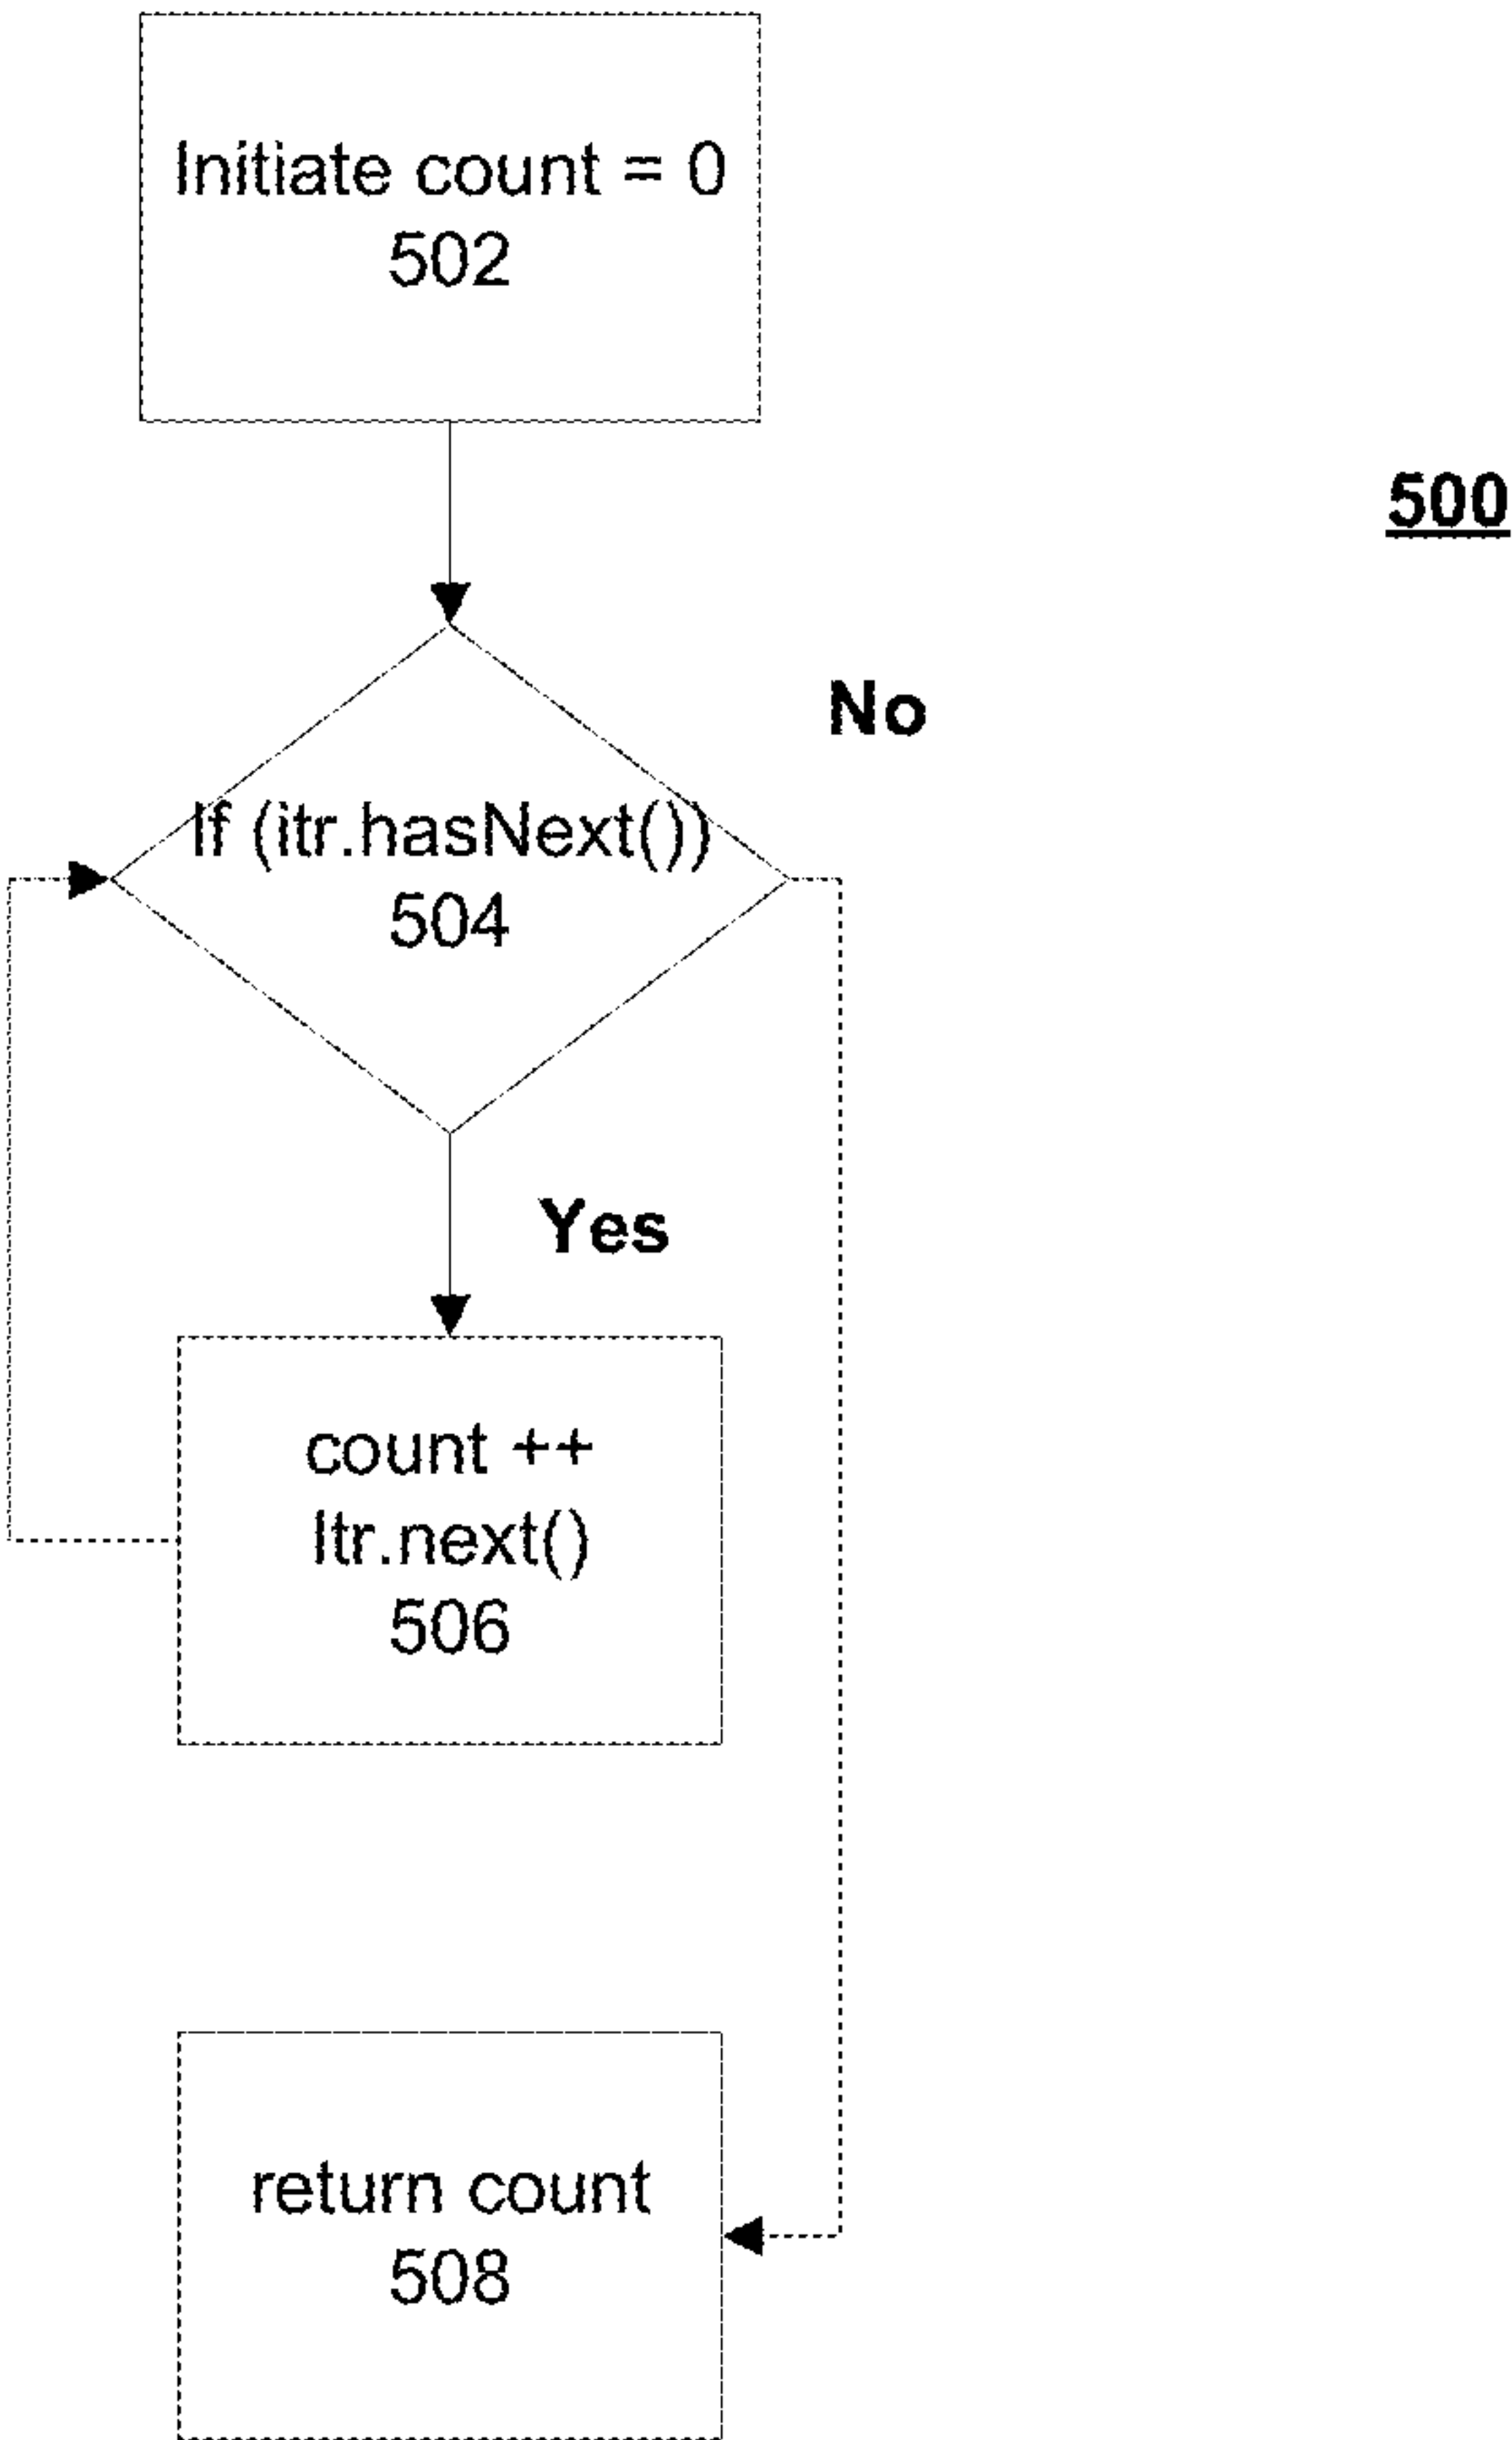 Initiate count = 0
502
500
No
If (itr.hasNext())
504
Yes
count ++
Itr.next()
506
return count
508